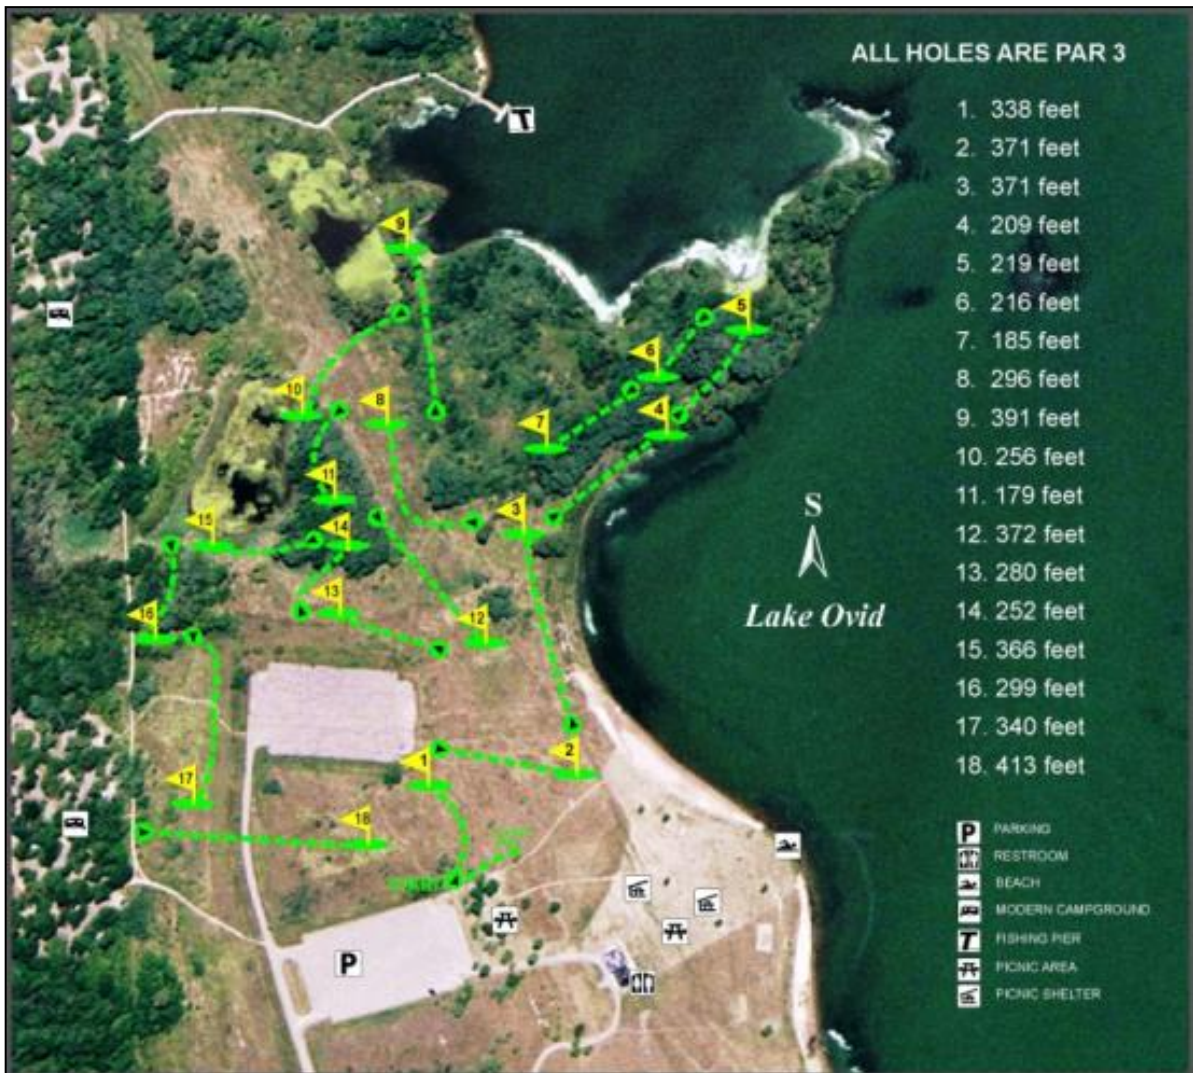 ALL HOLES ARE PAR 3
1. 338 feet
2. 371 feet
3. 371 feet
4. 209 feet
5. 219 feet
6. 216 feet
7. 185 feet
8. 296 feet
9. 391 feet
10. 256 feet
11. 179 feet
12. 372 feet
13. 280 feet
14. 252 feet
15. 366 feet
16. 299 feet
17. 340 feet
18. 413 feet
T
9
5
6
10
8
7
4
11
3
15
14
S
13
16
12
Lake Ovid
2
1
17
18
P
P PARKING
RESTROOM
BEACH
MODERN CAMPGROUND
T FISHING PIER
PICNIC AREA
PICNIC SHELTER